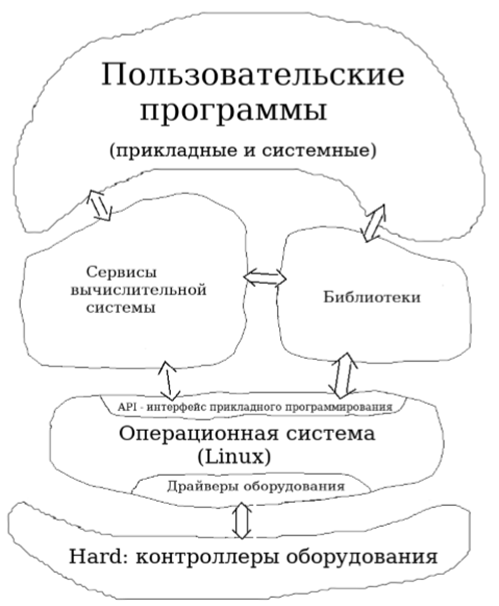 Пользовательские
программы
(прикладные и системные)
Сервисы
вычислительной
системы
Библиотеки
API - интерфейс прикладного программирования
Операционная система
(Linux)
Драйверы оборудования
Hard: контроллеры оборудования